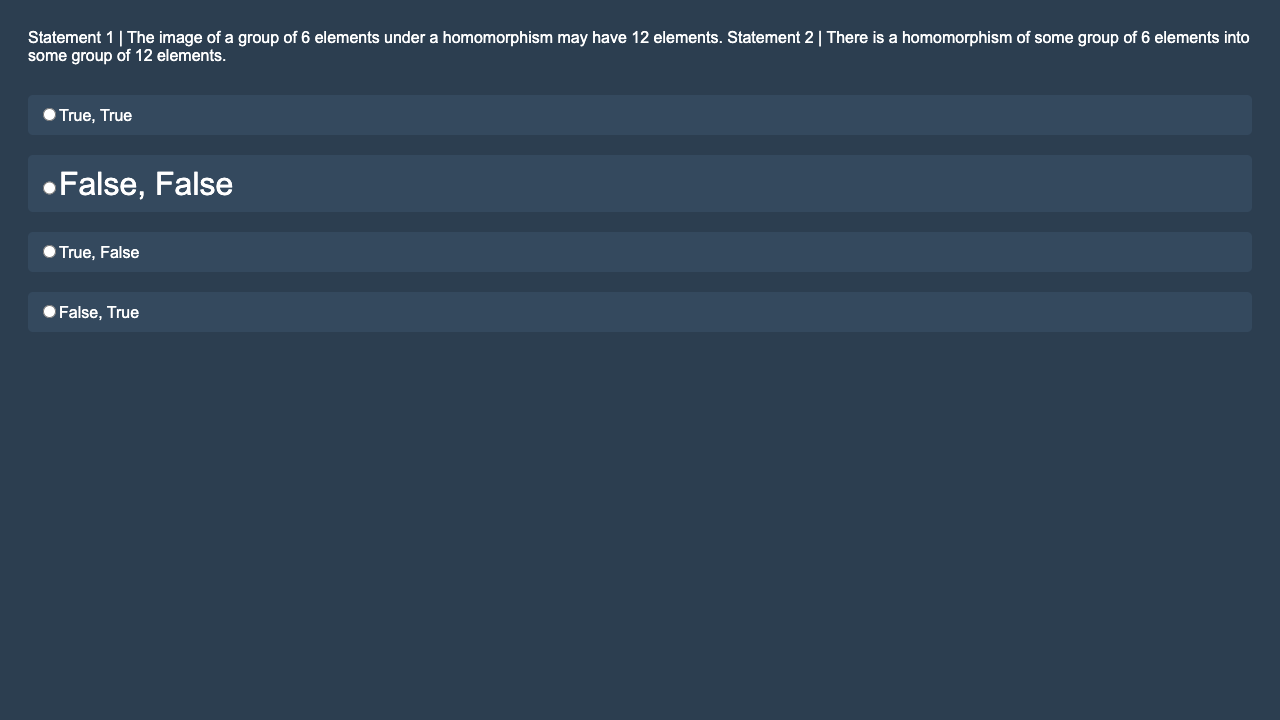 Statement 1 | The image of a group of 6 elements under a homomorphism may have 12 elements. Statement 2 | There is a homomorphism of some group of 6 elements into
some group of 12 elements.
True, True
False, False
True, False
False, True